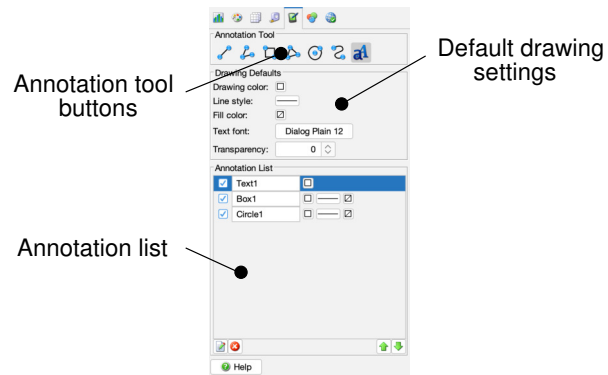 Annotation Tool
a1
Annotation tool
buttons
Default drawing
settings
Drawing Defaults
Drawing color:
Line style:
Fill color:
Text font: Dialog Plain 12
Transparency: 0
Annotation List
Text1
Box1
Circle1
Annotation list
Help